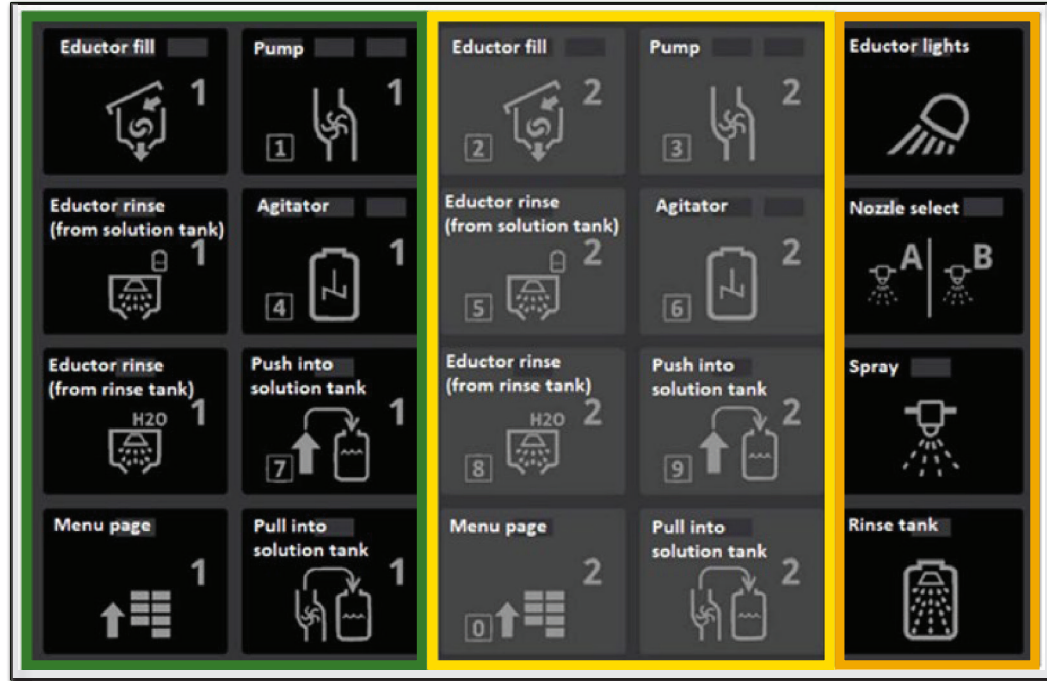 Eductor fill
1
Pump
1
1
Eductor fill
2
2
Pump
2
3
Eductor lights
Eductor rinse
(from solution tank)
1
Agitator
1
4
Eductor rinse
(from solution tank)
2
5
Agitator
2
6
Nozzle select
A B
Eductor rinse
(from rinse tank)
H2O 1
Push into
solution tank
1
7
Eductor rinse
(from rinse tank)
H2O 2
8
Push into
solution tank
2
9
Spray
Menu page
1
Pull into
solution tank
1
Menu page
2
0
Pull into
solution tank
2
Rinse tank